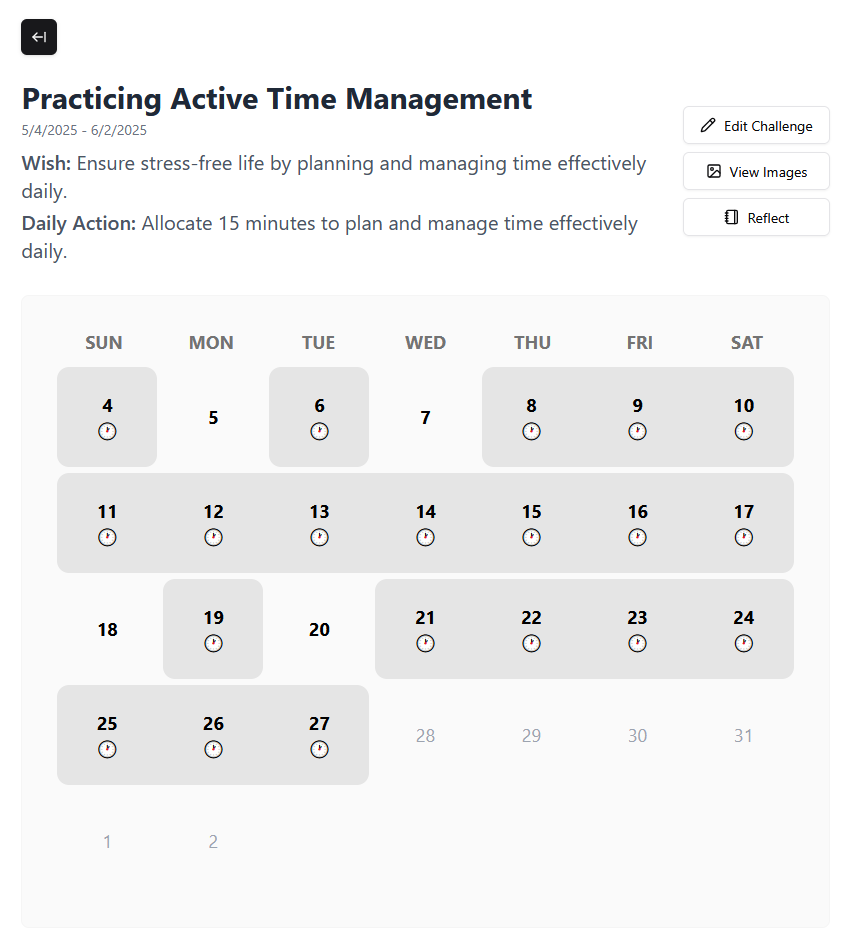 Practicing Active Time Management
5/4/2025 - 6/2/2025
Wish: Ensure stress-free life by planning and managing time effectively
daily.
Daily Action: Allocate 15 minutes to plan and manage time effectively
daily.
Edit Challenge
View Images
Reflect
SUN MON TUE WED THU FRI SAT
4 5 6 7 8 9 10
11 12 13 14 15 16 17
18 19 20 21 22 23 24
25 26 27 28 29 30 31
1 2